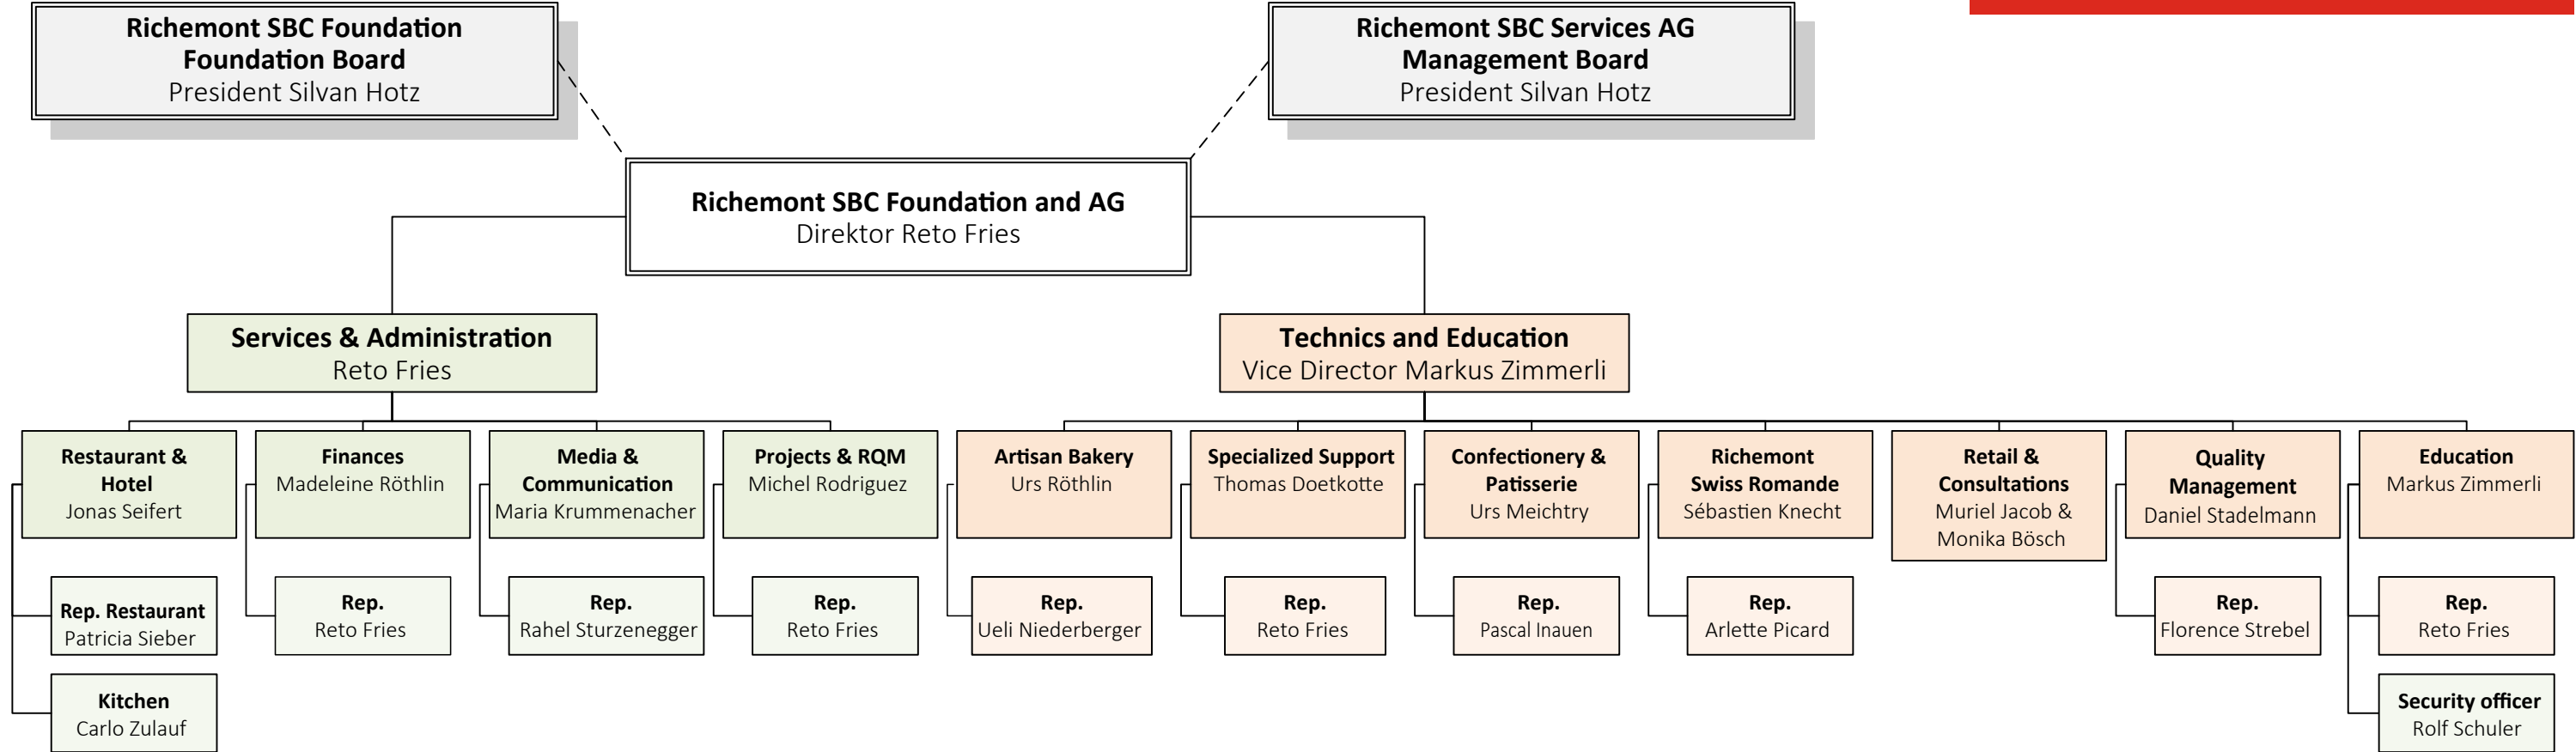 Richemont SBC Foundation
Foundation Board
President Silvan Hotz
Richemont SBC Services AG
Management Board
President Silvan Hotz
Richemont SBC Foundation and AG
Direktor Reto Fries
Services & Administration
Reto Fries
Technics and Education
Vice Director Markus Zimmerli
Restaurant &
Hotel
Jonas Seifert
Finances
Madeleine Röthlin
Media &
Communication
Maria Krummenacher
Projects & RQM
Michel Rodriguez
Artisan Bakery
Urs Röthlin
Specialized Support
Thomas Doetkotte
Confectionery &
Patisserie
Urs Meichtry
Richemont
Swiss Romande
Sébastien Knecht
Retail &
Consultations
Muriel Jacob &
Monika Bösch
Quality
Management
Daniel Stadelmann
Education
Markus Zimmerli
Rep. Restaurant
Patricia Sieber
Rep.
Reto Fries
Rep.
Rahel Sturzenegger
Rep.
Reto Fries
Rep.
Ueli Niederberger
Rep.
Reto Fries
Rep.
Pascal Inauen
Rep.
Arlette Picard
Rep.
Florence Strebel
Rep.
Reto Fries
Kitchen
Carlo Zulauf
Security officer
Rolf Schuler